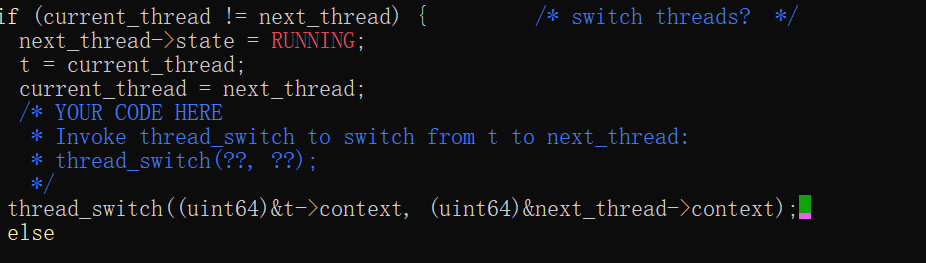 if (current_thread != next_thread) {         /* switch threads?  */
  next_thread->state = RUNNING;
  t = current_thread;
  current_thread = next_thread;
  /* YOUR CODE HERE
   * Invoke thread_switch to switch from t to next_thread:
   * thread_switch(??, ??);
   */
 thread_switch((uint64)&t->context, (uint64)&next_thread->context);
 else